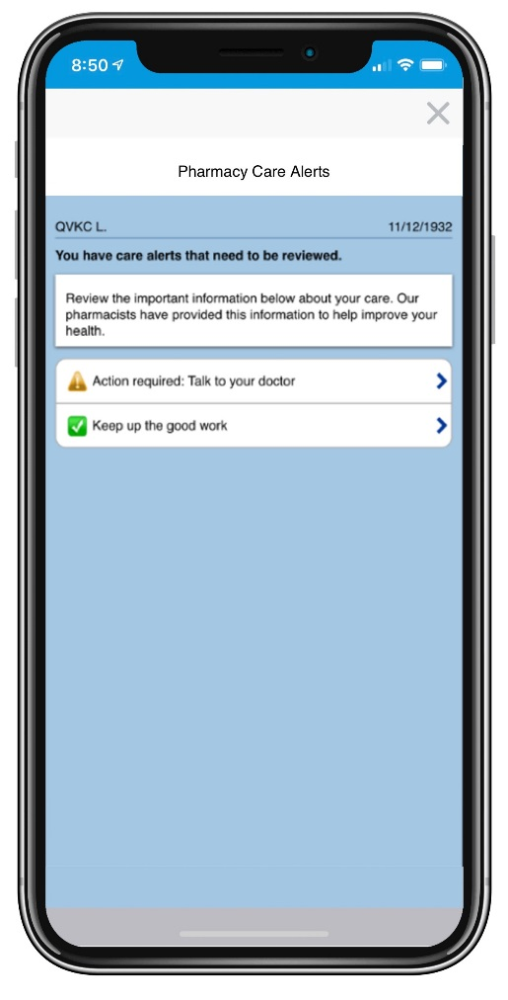 8:50
Pharmacy Care Alerts
QVKC L. 11/12/1932
You have care alerts that need to be reviewed.
Review the important information below about your care. Our
pharmacists have provided this information to help improve your
health.
Action required: Talk to your doctor
Keep up the good work